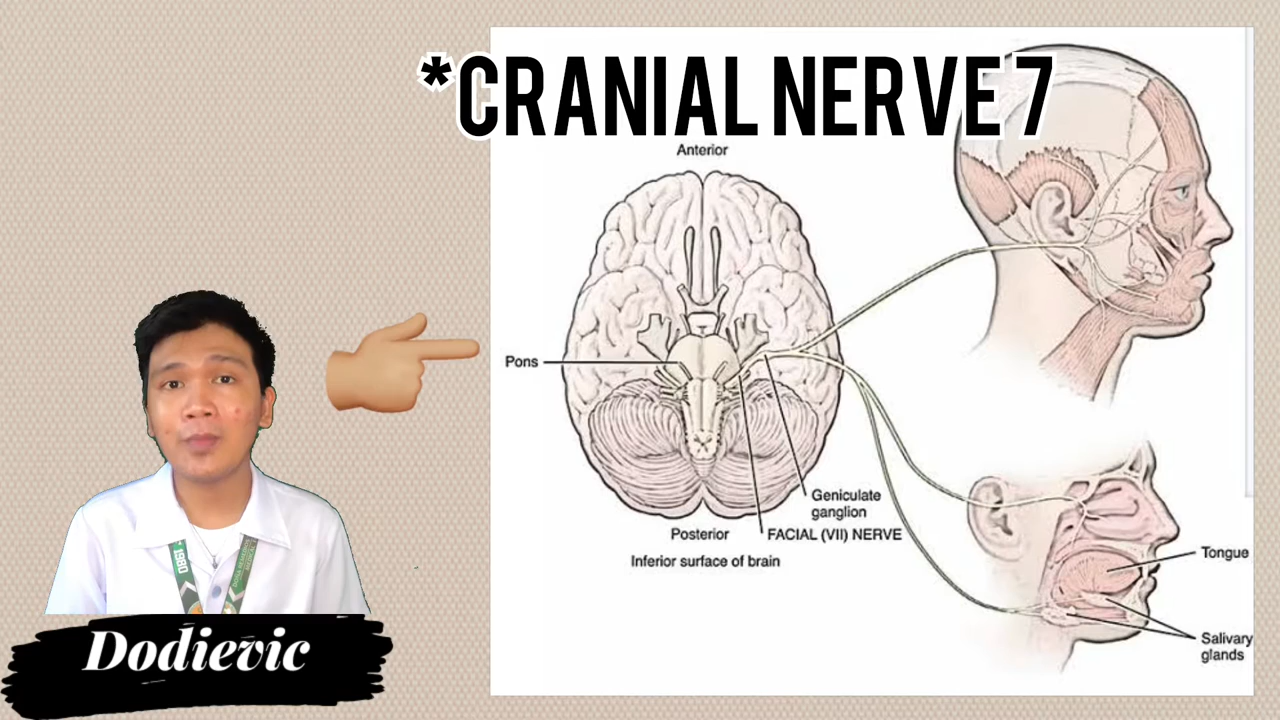 *CRANIAL NERVE 7
Anterior
Pons
Geniculate
ganglion
Posterior
FACIAL (VII) NERVE
Inferior surface of brain
Tongue
Salivary
glands
1980
Dodievic